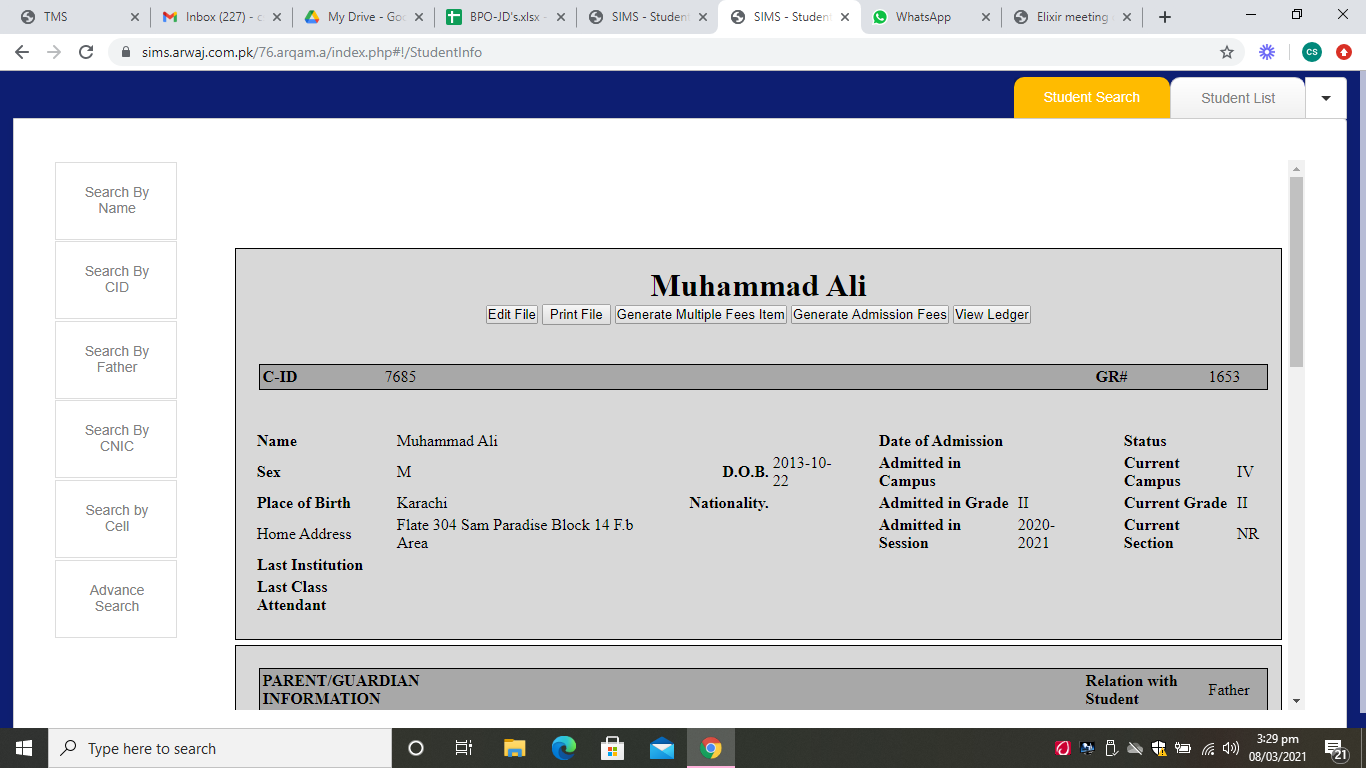 TMS
Inbox (227) - c
My Drive - Goo
BPO-JD's.xlsx -
SIMS - Student
SIMS - Student
WhatsApp
Elixir meeting
sims.arwaj.com.pk/76.arqam.a/index.php#!/StudentInfo
CS
Student Search
Student List
Search By
Name
Search By
CID
Search By
Father
Search By
CNIC
Search by
Cell
Advance
Search
Muhammad Ali
Edit File Print File Generate Multiple Fees Item Generate Admission Fees View Ledger
C-ID 7685 GR# 1653
Name Muhammad Ali Date of Admission Status
Sex M D.O.B. 2013-10-
22 Admitted in
Campus Current
Campus IV
Place of Birth Karachi Nationality. Admitted in Grade II Current Grade II
Home Address Flate 304 Sam Paradise Block 14 F.b
Area Admitted in
Session 2020-
2021 Current
Section NR
Last Institution
Last Class
Attendant
PARENT/GUARDIAN
INFORMATION Relation with
Student Father
Type here to search
3:29 pm
08/03/2021
21